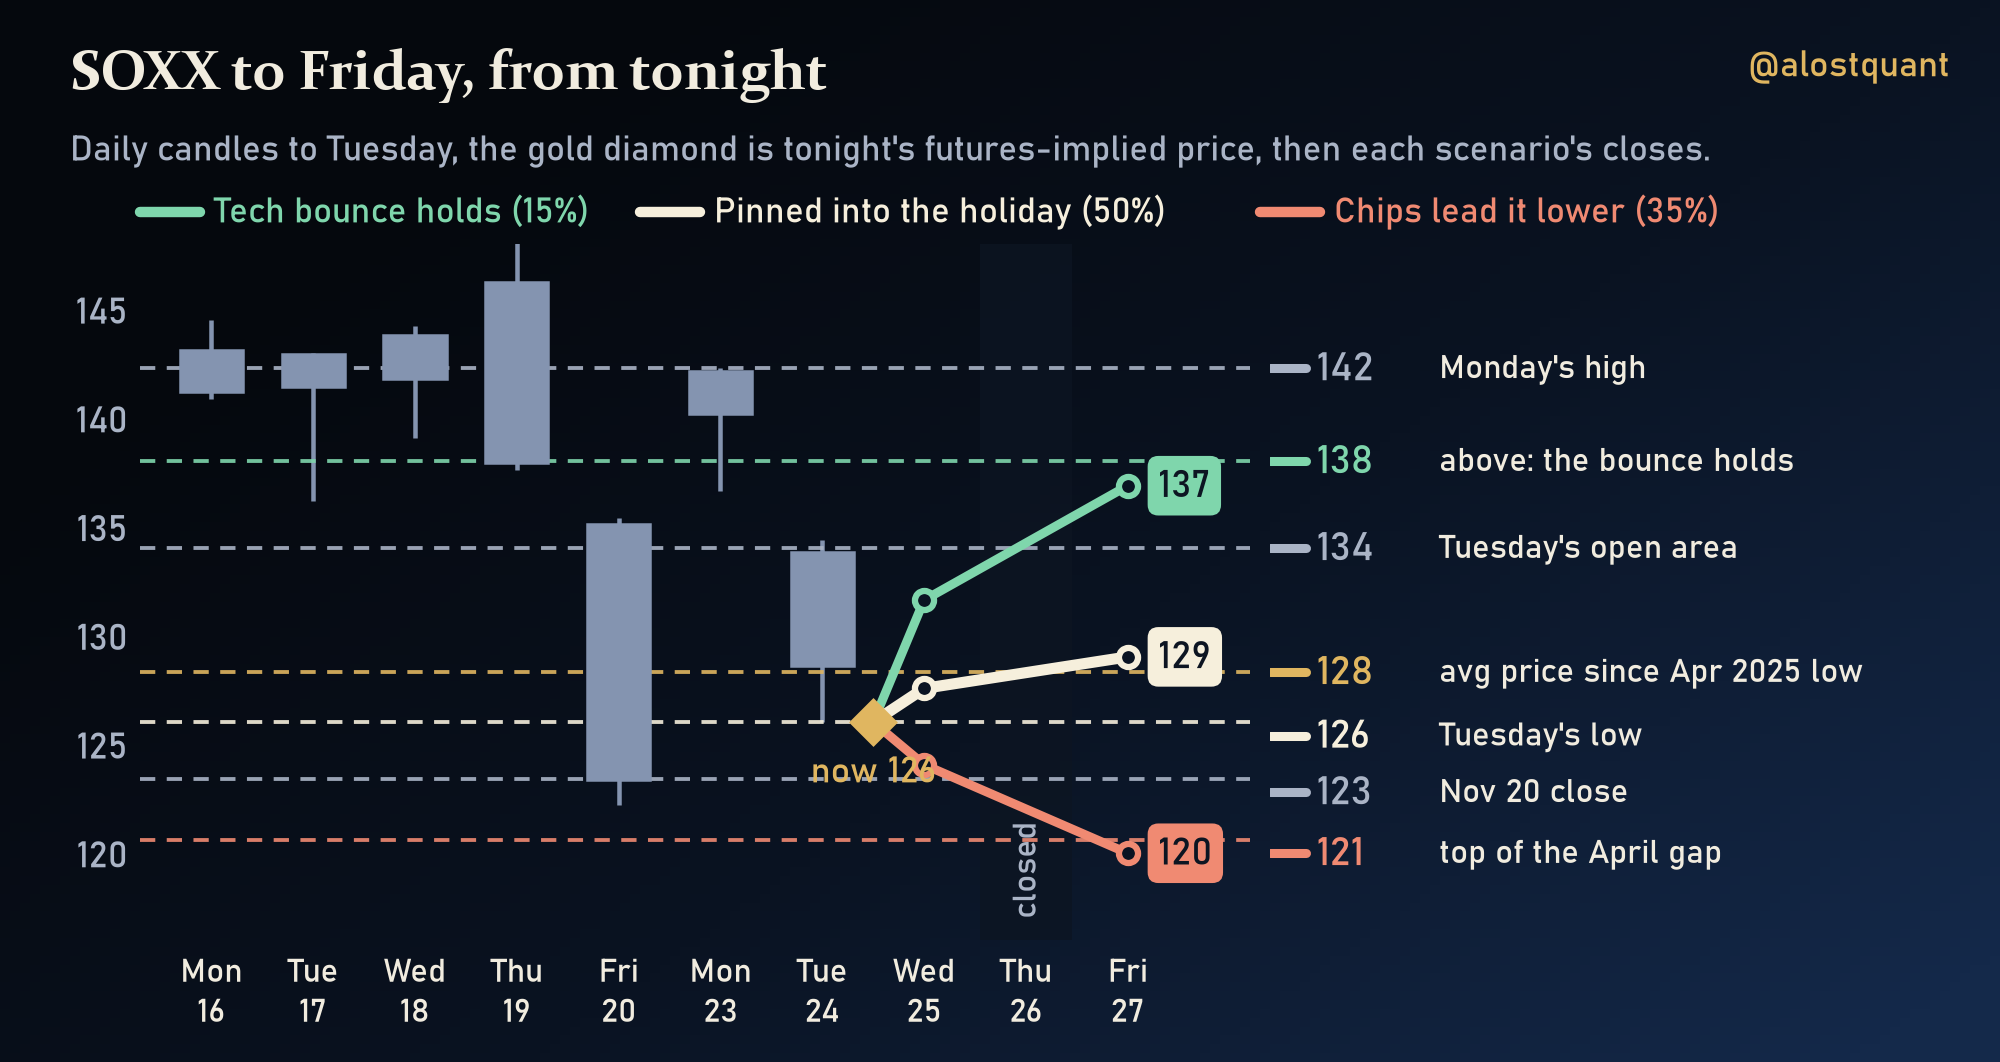 SOXX to Friday, from tonight
@alostquant
Daily candles to Tuesday, the gold diamond is tonight's futures-implied price, then each scenario's closes.
Tech bounce holds (15%)
Pinned into the holiday (50%)
Chips lead it lower (35%)
145
140
135
130
125
120
142 Monday's high
138 above: the bounce holds
137
134 Tuesday's open area
129
128 avg price since Apr 2025 low
126 Tuesday's low
now 126
123 Nov 20 close
120
121 top of the April gap
closed
Mon Tue Wed Thu Fri Mon Tue Wed Thu Fri
16 17 18 19 20 23 24 25 26 27